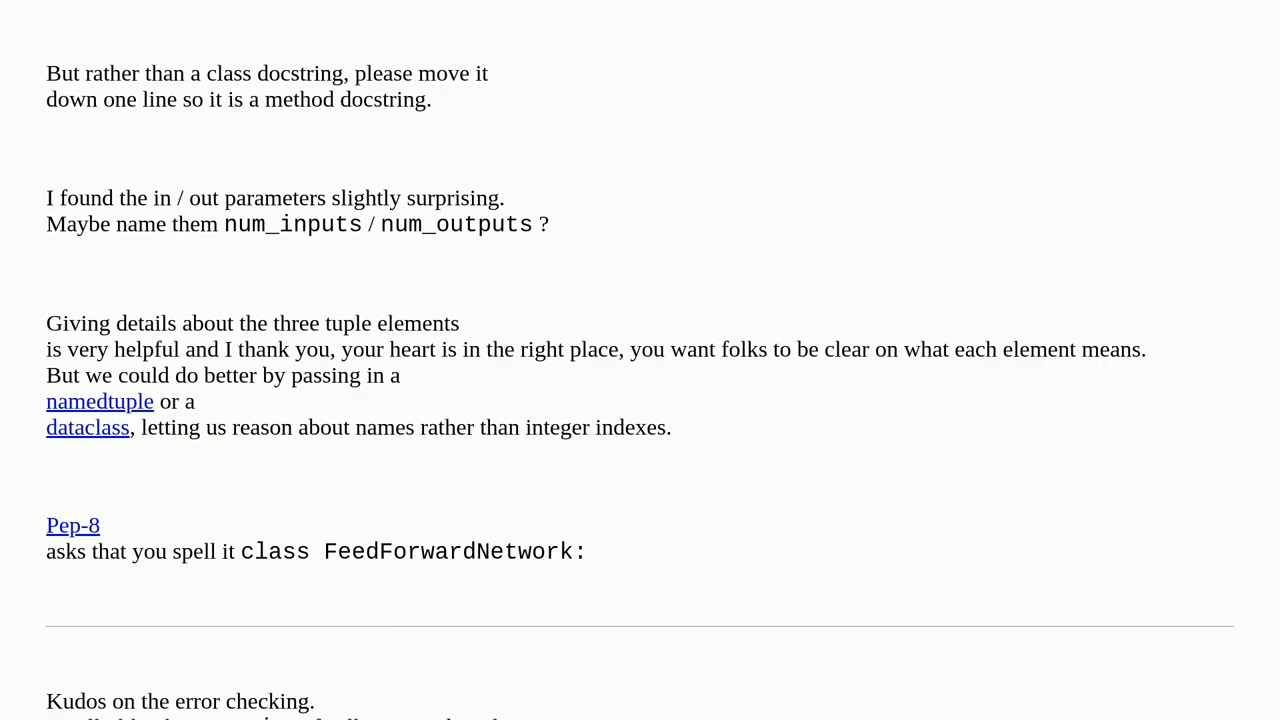 But rather than a class docstring, please move it
down one line so it is a method docstring.
I found the in / out parameters slightly surprising.
Maybe name them num_inputs / num_outputs ?
Giving details about the three tuple elements
is very helpful and I thank you, your heart is in the right place, you want folks to be clear on what each element means.
But we could do better by passing in a
namedtuple or a
dataclass, letting us reason about names rather than integer indexes.
Pep-8
asks that you spell it class FeedForwardNetwork:
Kudos on the error checking.